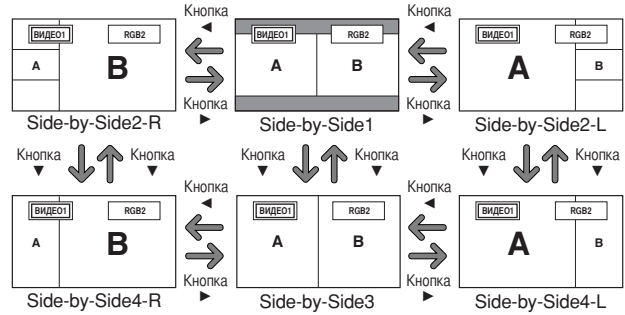 Кнопка ◄ Кнопка ◄
ВИДЕО1 RGB2 ВИДЕО1 RGB2 ВИДЕО1 RGB2
A B A B A B
Кнопка ► Кнопка ►
Side-by-Side2-R Side-by-Side1 Side-by-Side2-L
Кнопка ▼ Кнопка ▼ Кнопка ▼ Кнопка ▼ Кнопка ▼ Кнопка ▼
Кнопка ◄ Кнопка ◄
ВИДЕО1 RGB2 ВИДЕО1 RGB2 ВИДЕО1 RGB2
A B A B A B
Кнопка ► Кнопка ►
Side-by-Side4-R Side-by-Side3 Side-by-Side4-L